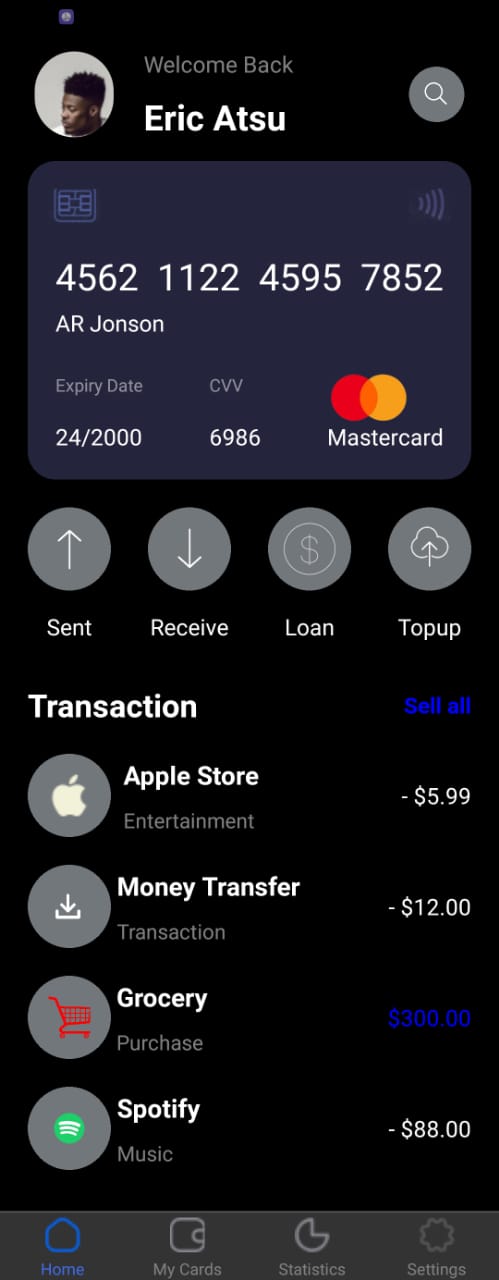 Welcome Back
Eric Atsu
4562 1122 4595 7852
AR Jonson
Expiry Date CVV
24/2000 6986 Mastercard
Sent Receive Loan Topup
Transaction Sell all
Apple Store
Entertainment
- $5.99
Money Transfer
Transaction
- $12.00
Grocery
Purchase
$300.00
Spotify
Music
- $88.00
Home My Cards Statistics Settings